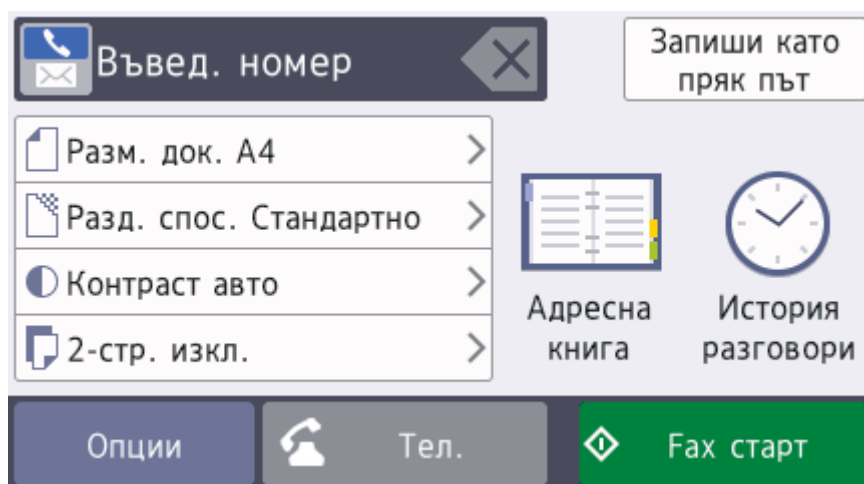 Въвед. номер
Запиши като
пряк път
Разм. док. A4
Разд. спос. Стандартно
Контраст авто
2-стр. изкл.
Адресна
книга
История
разговори
Опции
Тел.
Fax старт